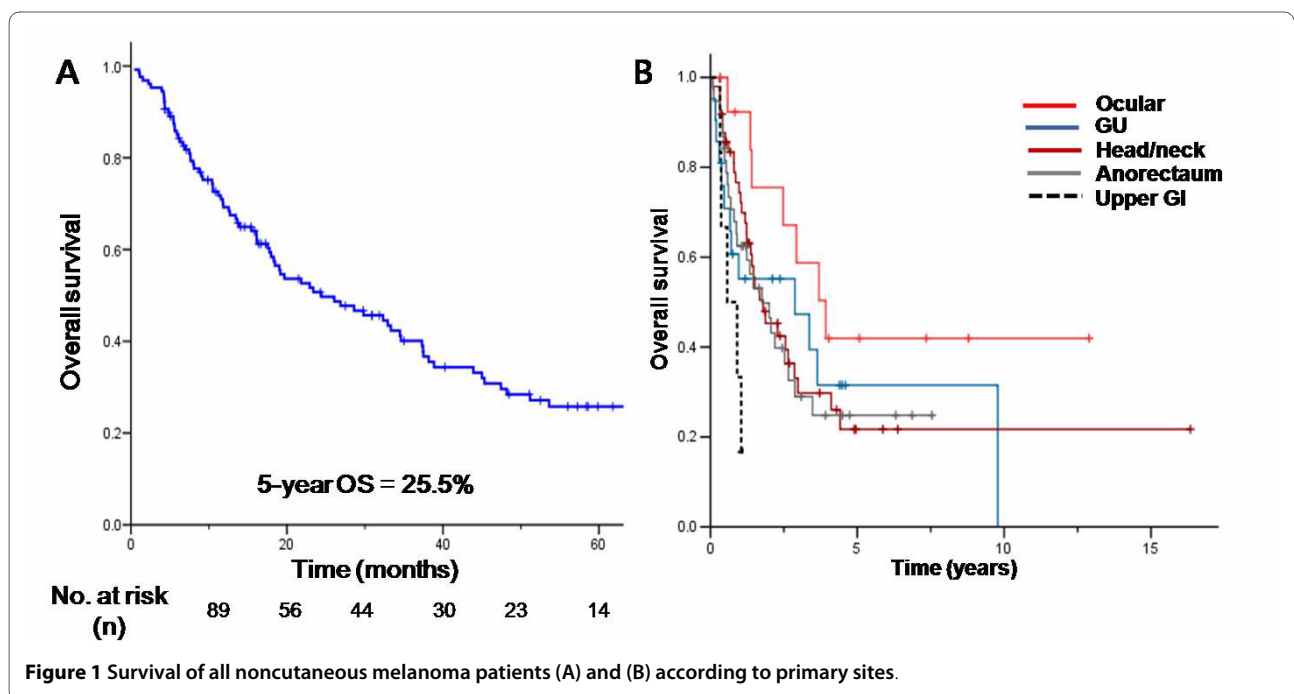 A
Overall survival
1.0
0.8
0.6
0.4
0.2
0.0
5-year OS = 25.5%
0 20 40 60
Time (months)
No. at risk
(n)
89 56 44 30 23 14
B
Overall survival
1.0
0.8
0.6
0.4
0.2
0.0
Ocular
GU
Head/neck
Anorectaum
Upper GI
0 5 10 15
Time (years)
Figure 1 Survival of all noncutaneous melanoma patients (A) and (B) according to primary sites.